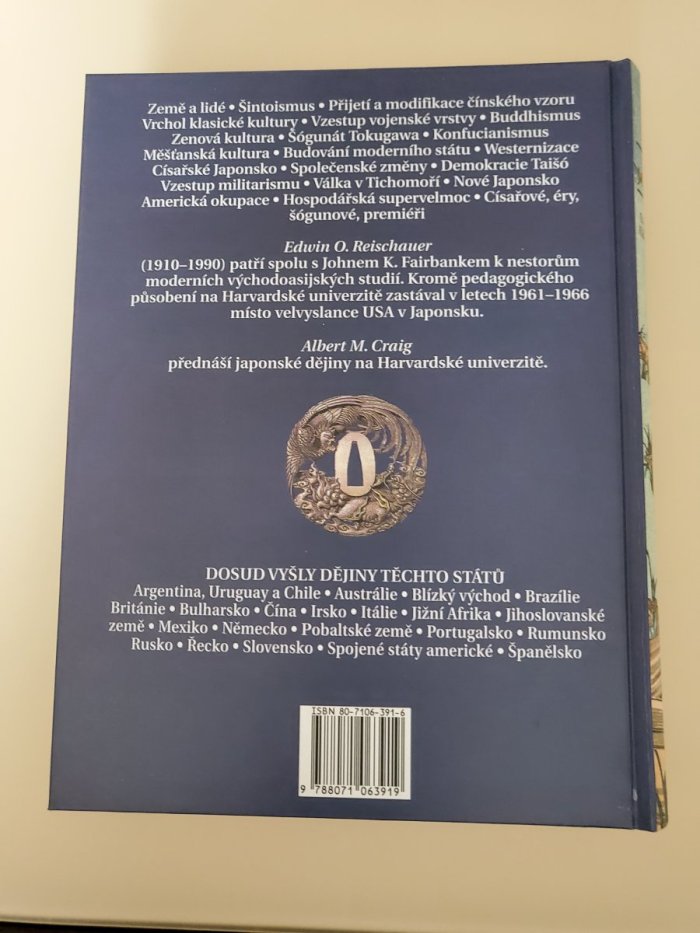 Země a lidé • Šintoismus • Přijetí a modifikace čínského vzoru
Vrchol klasické kultury • Vzestup vojenské vrstvy • Buddhismus
Zenová kultura • Šógunát Tokugawa • Konfucianismus
Měšťanská kultura • Budování moderního státu • Westernizace
Císařské Japonsko • Společenské změny • Demokracie Taišó
Vzestup militarismu • Válka v Tichomoří • Nové Japonsko
Americká okupace • Hospodářská supervelmoc • Císařové, éry,
šógunové, premiéři
Edwin O. Reischauer
(1910–1990) patří spolu s Johnem K. Fairbankem k nestorům
moderních východoasijských studií. Kromě pedagogického
působení na Harvardské univerzitě zastával v letech 1961–1966
místo velvyslance USA v Japonsku.
Albert M. Craig
přednáší japonské dějiny na Harvardské univerzitě.
DOSUD VYŠLY DĚJINY TĚCHTO STÁTŮ
Argentina, Uruguay a Chile • Austrálie • Blízký východ • Brazílie
Británie • Bulharsko • Čína • Irsko • Itálie • Jižní Afrika • Jihoslovanské
země • Mexiko • Německo • Pobaltské země • Portugalsko • Rumunsko
Rusko • Řecko • Slovensko • Spojené státy americké • Španělsko
ISBN 80-7106-391-6
9 788071 063919